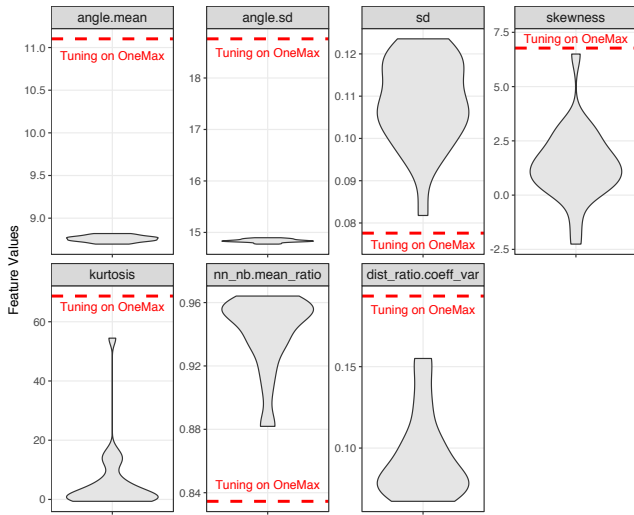 angle.mean
angle.sd
sd
skewness
11.0
10.5
10.0
9.5
9.0
Tuning on OneMax
18
17
16
15
Tuning on OneMax
0.12
0.11
0.10
0.09
0.08
Tuning on OneMax
7.5
5.0
2.5
0.0
-2.5
Tuning on OneMax
Feature Values
kurtosis
nn_nb.mean_ratio
dist_ratio.coeff_var
60
40
20
0
Tuning on OneMax
0.96
0.92
0.88
0.84
Tuning on OneMax
0.15
0.10
Tuning on OneMax